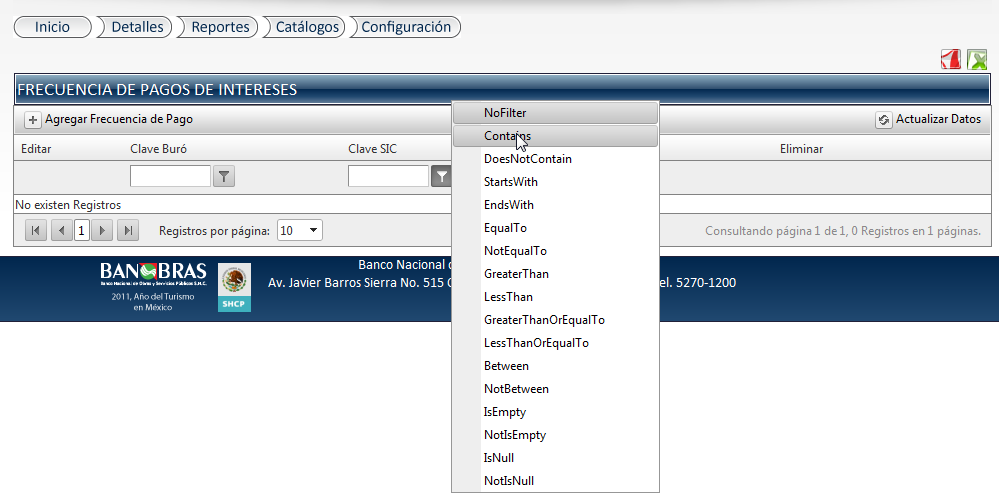 Inicio Detalles Reportes Catálogos Configuración
FRECUENCIA DE PAGOS DE INTERESES
Agregar Frecuencia de Pago Actualizar Datos
Editar Clave Buró Clave SIC Eliminar
No existen Registros
1 Registros por página: 10 Consultando página 1 de 1, 0 Registros en 1 páginas.
NoFilter
Contains
DoesNotContain
StartsWith
EndsWith
EqualTo
NotEqualTo
GreaterThan
LessThan
GreaterThanOrEqualTo
LessThanOrEqualTo
Between
NotBetween
IsEmpty
NotIsEmpty
IsNull
NotIsNull
BANOBRAS
Banco Nacional de Obras y Servicios Públicos S.N.C.
2011, Año del Turismo
en México
SHCP
Banco Nacional
Av. Javier Barros Sierra No. 515 el. 5270-1200